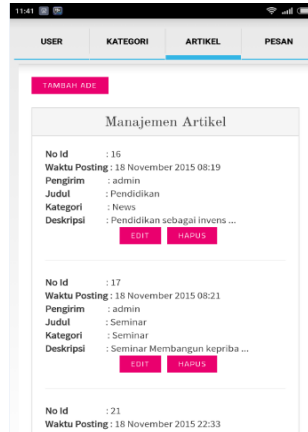 11:41
USER KATEGORI ARTIKEL PESAN
TAMBAH ADE
Manajemen Artikel
No Id : 16
Waktu Posting : 18 November 2015 08:19
Pengirim : admin
Judul : Pendidikan
Kategori : News
Deskripsi : Pendidikan sebagai invens ...
EDIT HAPUS
No Id : 17
Waktu Posting : 18 November 2015 08:21
Pengirim : admin
Judul : Seminar
Kategori : Seminar
Deskripsi : Seminar Membangun kepriba ...
EDIT HAPUS
No Id : 21
Waktu Posting : 18 November 2015 22:33